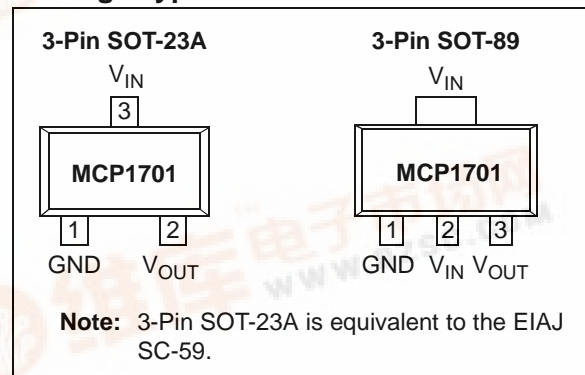 3-Pin SOT-23A
VIN
3
MCP1701
1 2
GND VOUT
3-Pin SOT-89
VIN
MCP1701
1 2 3
GND VIN VOUT
Note: 3-Pin SOT-23A is equivalent to the EIAJ
SC-59.